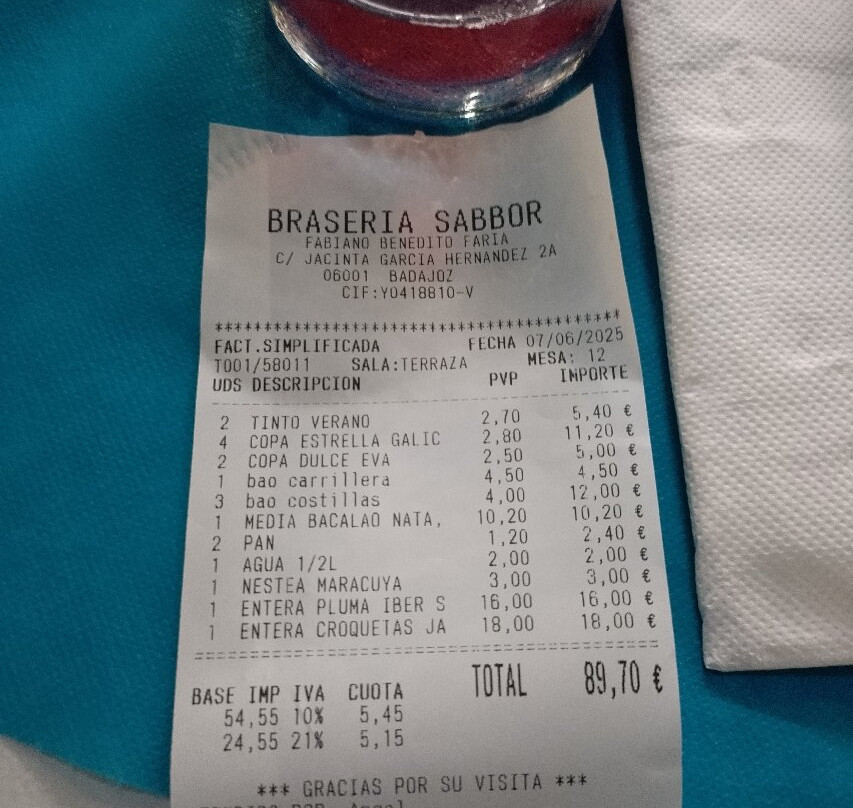 BRASERIA SABBOR
FABIANO BENEDITO FARIA
C/ JACINTA GARCIA HERNANDEZ 2A
06001 BADAJOZ
CIF:Y0418810-V
****************************************
FACT.SIMPLIFICADA FECHA 07/06/2025
T001/58011 SALA:TERRAZA MESA: 12
UDS DESCRIPCION PVP IMPORTE
2 TINTO VERANO 2,70 5,40 €
4 COPA ESTRELLA GALIC 2,80 11,20 €
2 COPA DULCE EVA 2,50 5,00 €
1 bao carrillera 4,50 4,50 €
3 bao costillas 4,00 12,00 €
1 MEDIA BACALAO NATA, 10,20 10,20 €
2 PAN 1,20 2,40 €
1 AGUA 1/2L 2,00 2,00 €
1 NESTEA MARACUYA 3,00 3,00 €
1 ENTERA PLUMA IBER S 16,00 16,00 €
1 ENTERA CROQUETAS JA 18,00 18,00 €
TOTAL 89,70 €
BASE IMP IVA CUOTA
54,55 10% 5,45
24,55 21% 5,15
*** GRACIAS POR SU VISITA ***